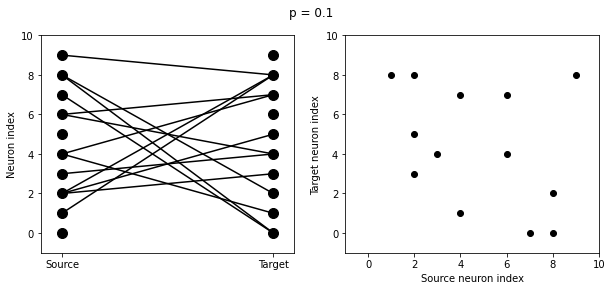 p = 0.1
Neuron index
10
8
6
4
2
0
Source Target
Target neuron index
10
8
6
4
2
0
0 2 4 6 8 10
Source neuron index